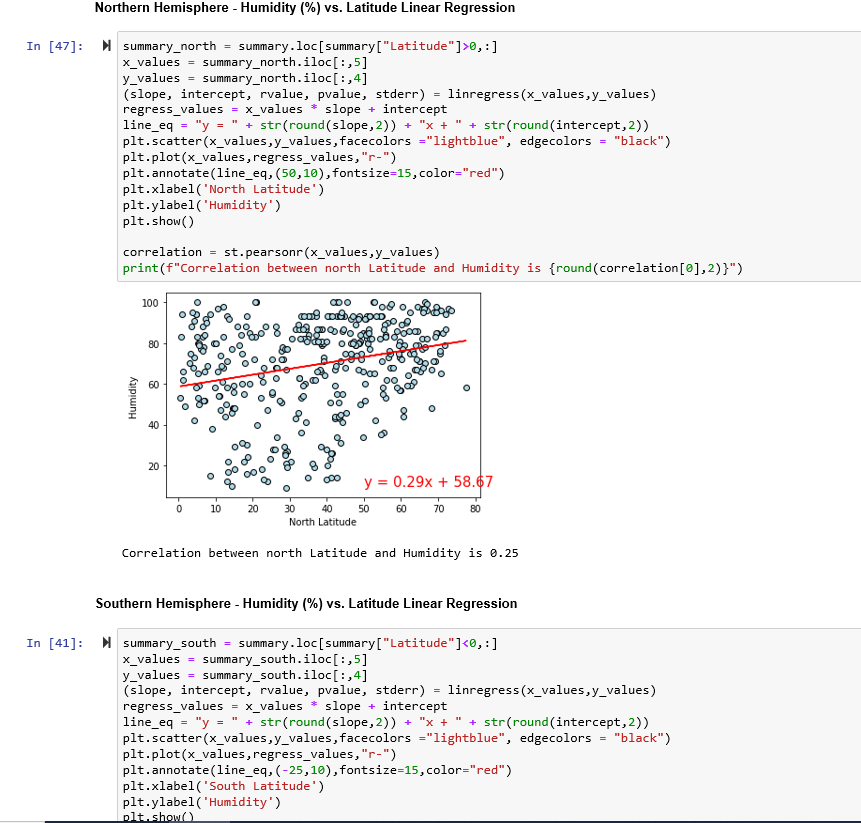 Northern Hemisphere - Humidity (%) vs. Latitude Linear Regression
In [47]:
summary_north = summary.loc[summary["Latitude"]>0,:]
x_values = summary_north.iloc[:,5]
y_values = summary_north.iloc[:,4]
(slope, intercept, rvalue, pvalue, stderr) = linregress(x_values,y_values)
regress_values = x_values * slope + intercept
line_eq = "y = " + str(round(slope,2)) + "x + " + str(round(intercept,2))
plt.scatter(x_values,y_values,facecolors ="lightblue", edgecolors = "black")
plt.plot(x_values,regress_values,"r-")
plt.annotate(line_eq,(50,10),fontsize=15,color="red")
plt.xlabel('North Latitude')
plt.ylabel('Humidity')
plt.show()
correlation = st.pearsonr(x_values,y_values)
print(f"Correlation between north Latitude and Humidity is {round(correlation[0],2)}")
100
80
60
40
20
Humidity
y = 0.29x + 58.67
0 10 20 30 40 50 60 70 80
North Latitude
Correlation between north Latitude and Humidity is 0.25
Southern Hemisphere - Humidity (%) vs. Latitude Linear Regression
In [41]:
summary_south = summary.loc[summary["Latitude"]<0,:]
x_values = summary_south.iloc[:,5]
y_values = summary_south.iloc[:,4]
(slope, intercept, rvalue, pvalue, stderr) = linregress(x_values,y_values)
regress_values = x_values * slope + intercept
line_eq = "y = " + str(round(slope,2)) + "x + " + str(round(intercept,2))
plt.scatter(x_values,y_values,facecolors ="lightblue", edgecolors = "black")
plt.plot(x_values,regress_values,"r-")
plt.annotate(line_eq,(-25,10),fontsize=15,color="red")
plt.xlabel('South Latitude')
plt.ylabel('Humidity')
plt.show()